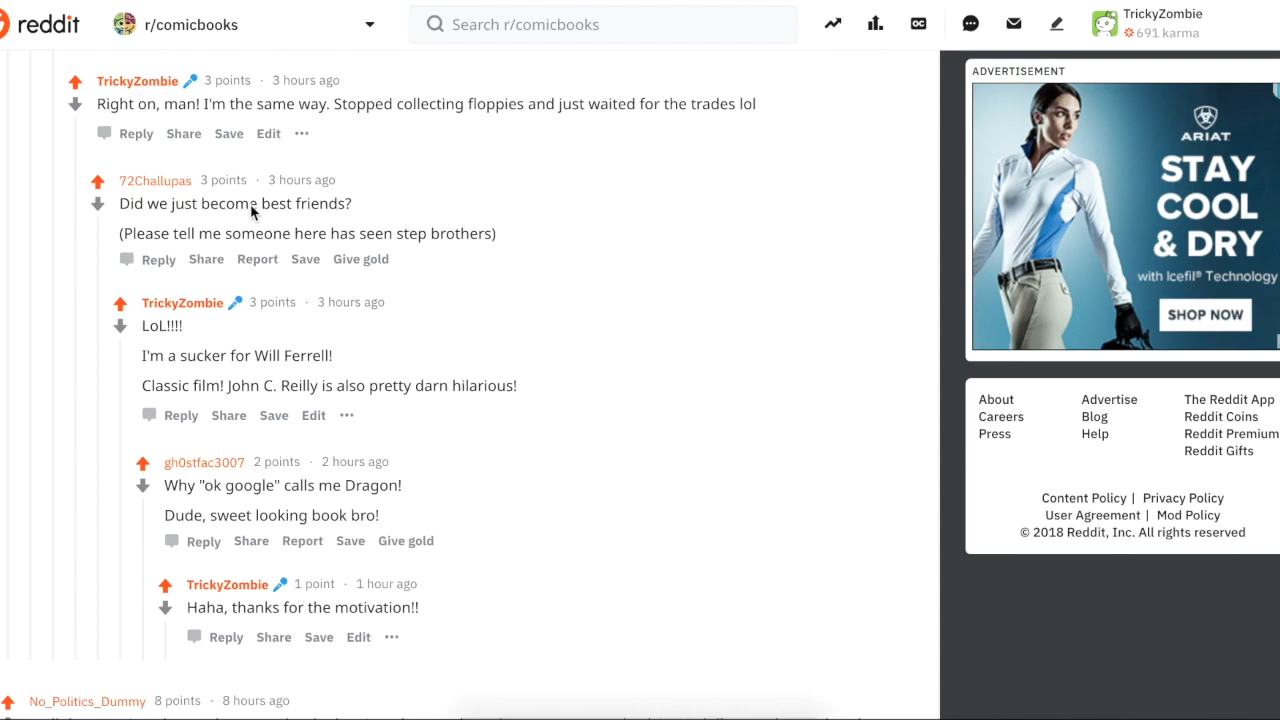 reddit
r/comicbooks
Search r/comicbooks
TrickyZombie
691 karma
TrickyZombie 3 points · 3 hours ago
Right on, man! I'm the same way. Stopped collecting floppies and just waited for the trades lol
Reply Share Save Edit ...
72Challupas 3 points · 3 hours ago
Did we just become best friends?
(Please tell me someone here has seen step brothers)
Reply Share Report Save Give gold
TrickyZombie 3 points · 3 hours ago
LoL!!!!
I'm a sucker for Will Ferrell!
Classic film! John C. Reilly is also pretty darn hilarious!
Reply Share Save Edit ...
gh0stfac3007 2 points · 2 hours ago
Why "ok google" calls me Dragon!
Dude, sweet looking book bro!
Reply Share Report Save Give gold
TrickyZombie 1 point · 1 hour ago
Haha, thanks for the motivation!!
Reply Share Save Edit ...
No_Politics_Dummy 8 points · 8 hours ago
ADVERTISEMENT
ARIAT
STAY
COOL
& DRY
with Icefil® Technology
SHOP NOW
About Advertise The Reddit App
Careers Blog Reddit Coins
Press Help Reddit Premium
Reddit Gifts
Content Policy | Privacy Policy
User Agreement | Mod Policy
© 2018 Reddit, Inc. All rights reserved